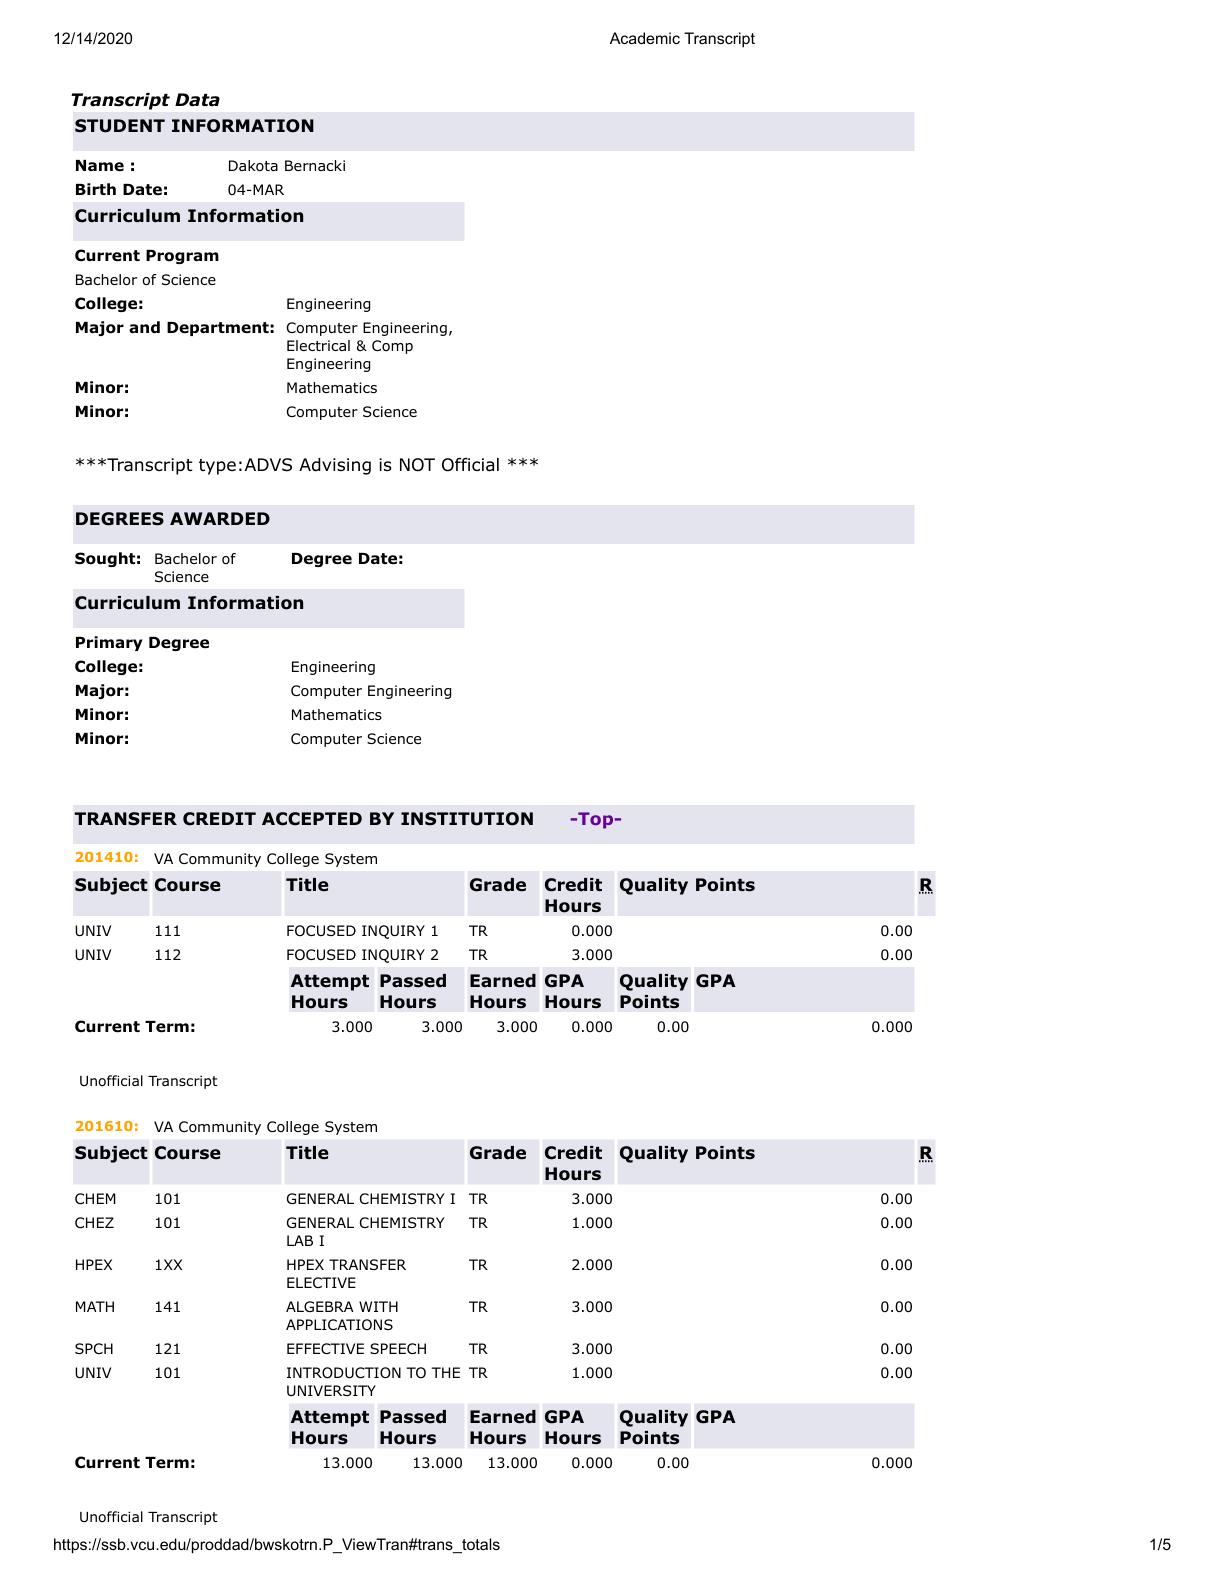 12/14/2020 Academic Transcript
Transcript Data
STUDENT INFORMATION
Name : Dakota Bernacki
Birth Date: 04-MAR
Curriculum Information
Current Program
Bachelor of Science
College: Engineering
Major and Department: Computer Engineering,
Electrical & Comp
Engineering
Minor: Mathematics
Minor: Computer Science
***Transcript type:ADVS Advising is NOT Official ***
DEGREES AWARDED
Sought: Bachelor of Degree Date:
Science
Curriculum Information
Primary Degree
College: Engineering
Major: Computer Engineering
Minor: Mathematics
Minor: Computer Science
TRANSFER CREDIT ACCEPTED BY INSTITUTION -Top-
201410: VA Community College System
Subject Course Title Grade Credit Quality Points R
Hours
UNIV 111 FOCUSED INQUIRY 1 TR 0.000 0.00
UNIV 112 FOCUSED INQUIRY 2 TR 3.000 0.00
Attempt Passed Earned GPA Quality GPA
Hours Hours Hours Hours Points
Current Term: 3.000 3.000 3.000 0.000 0.00 0.000
Unofficial Transcript
201610: VA Community College System
Subject Course Title Grade Credit Quality Points R
Hours
CHEM 101 GENERAL CHEMISTRY I TR 3.000 0.00
CHEZ 101 GENERAL CHEMISTRY TR 1.000 0.00
LAB I
HPEX 1XX HPEX TRANSFER TR 2.000 0.00
ELECTIVE
MATH 141 ALGEBRA WITH TR 3.000 0.00
APPLICATIONS
SPCH 121 EFFECTIVE SPEECH TR 3.000 0.00
UNIV 101 INTRODUCTION TO THE TR 1.000 0.00
UNIVERSITY
Attempt Passed Earned GPA Quality GPA
Hours Hours Hours Hours Points
Current Term: 13.000 13.000 13.000 0.000 0.00 0.000
Unofficial Transcript
https://ssb.vcu.edu/proddad/bwskotrn.P_ViewTran#trans_totals 1/5